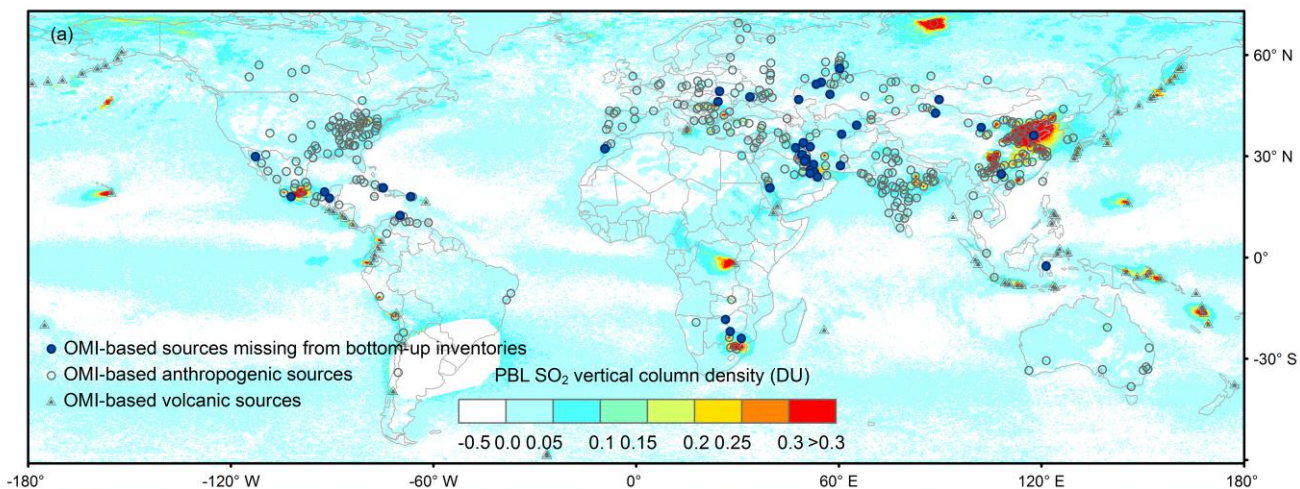 (a)
60° N
30° N
0°
-30° S
OMI-based sources missing from bottom-up inventories
OMI-based anthropogenic sources
OMI-based volcanic sources
PBL SO₂ vertical column density (DU)
-0.5 0.0 0.05 0.1 0.15 0.2 0.25 0.3 >0.3
-180 -120° W -60° W 0 60° E 120° E 180°